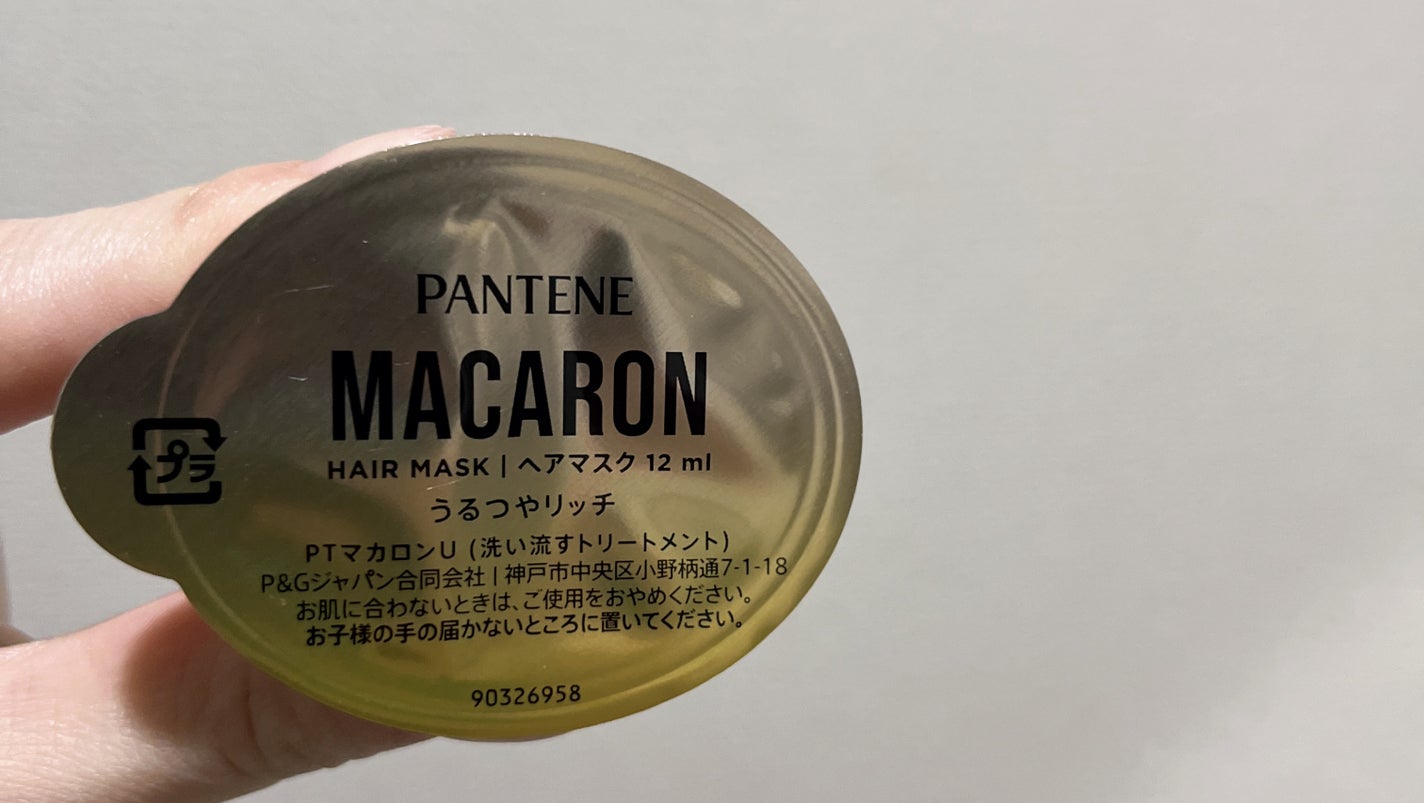 PANTENE
MACARON
HAIR MASK | ヘアマスク 12 ml
うるつやリッチ
プラ
PTマカロンU (洗い流すトリートメント)
P&Gジャパン合同会社 | 神戸市中央区小野柄通7-1-18
お肌に合わないときは、ご使用をおやめください。
お子様の手の届かないところに置いてください。
90326958